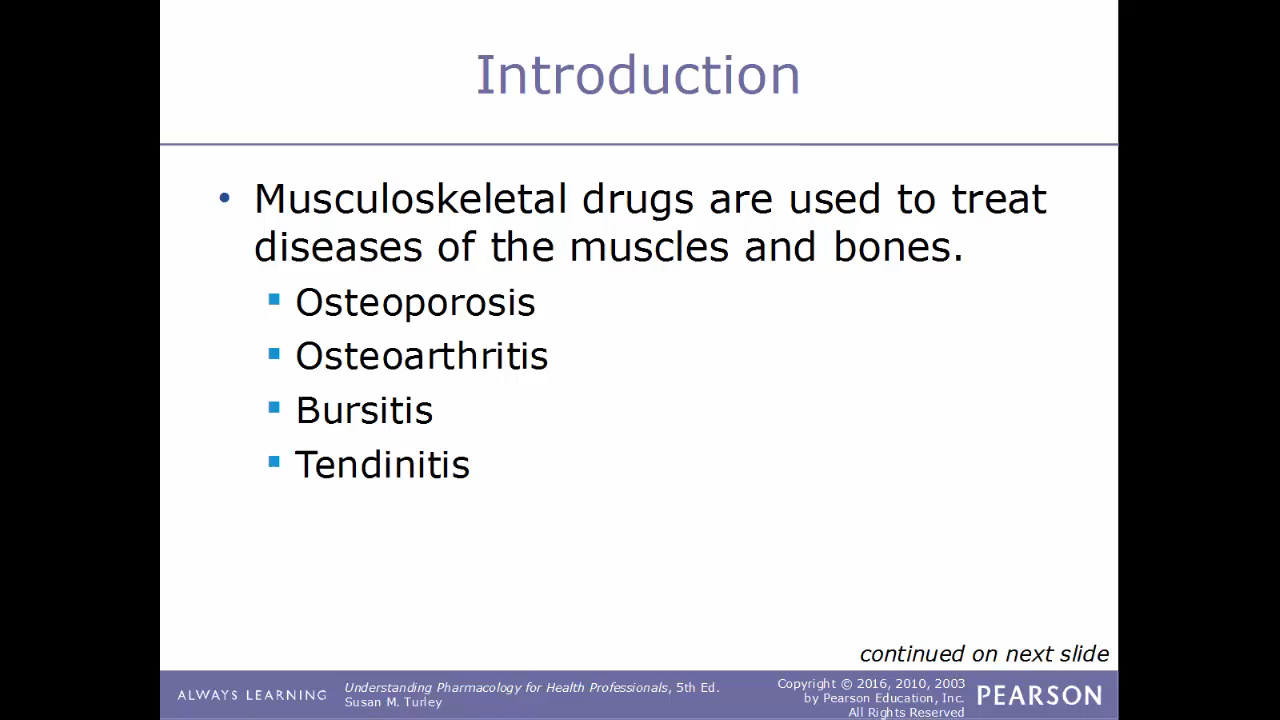 Introduction
• Musculoskeletal drugs are used to treat
diseases of the muscles and bones.
▪ Osteoporosis
▪ Osteoarthritis
▪ Bursitis
▪ Tendinitis
continued on next slide
ALWAYS LEARNING
Understanding Pharmacology for Health Professionals, 5th Ed.
Susan M. Turley
Copyright © 2016, 2010, 2003
by Pearson Education, Inc.
All Rights Reserved
PEARSON